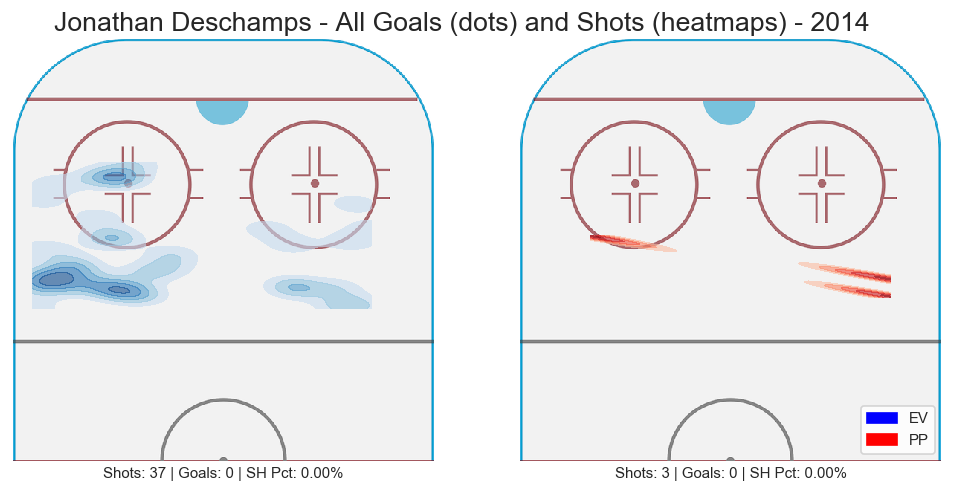 Jonathan Deschamps - All Goals (dots) and Shots (heatmaps) - 2014
EV
PP
Shots: 37 | Goals: 0 | SH Pct: 0.00%
Shots: 3 | Goals: 0 | SH Pct: 0.00%